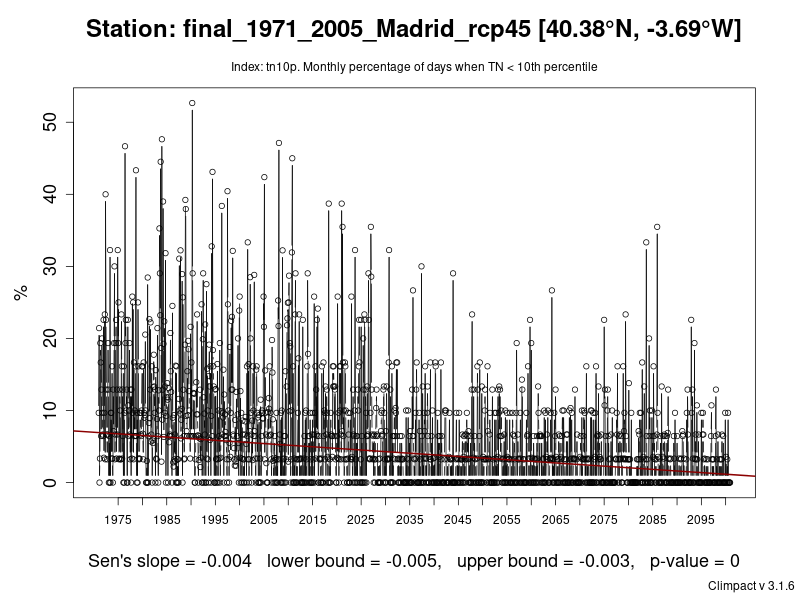 Station: final_1971_2005_Madrid_rcp45 [40.38°N, -3.69°W]
Index: tn10p. Monthly percentage of days when TN < 10th percentile
%
50
40
30
20
10
0
1975 1985 1995 2005 2015 2025 2035 2045 2055 2065 2075 2085 2095
Sen's slope = -0.004 lower bound = -0.005, upper bound = -0.003, p-value = 0
Climpact v 3.1.6